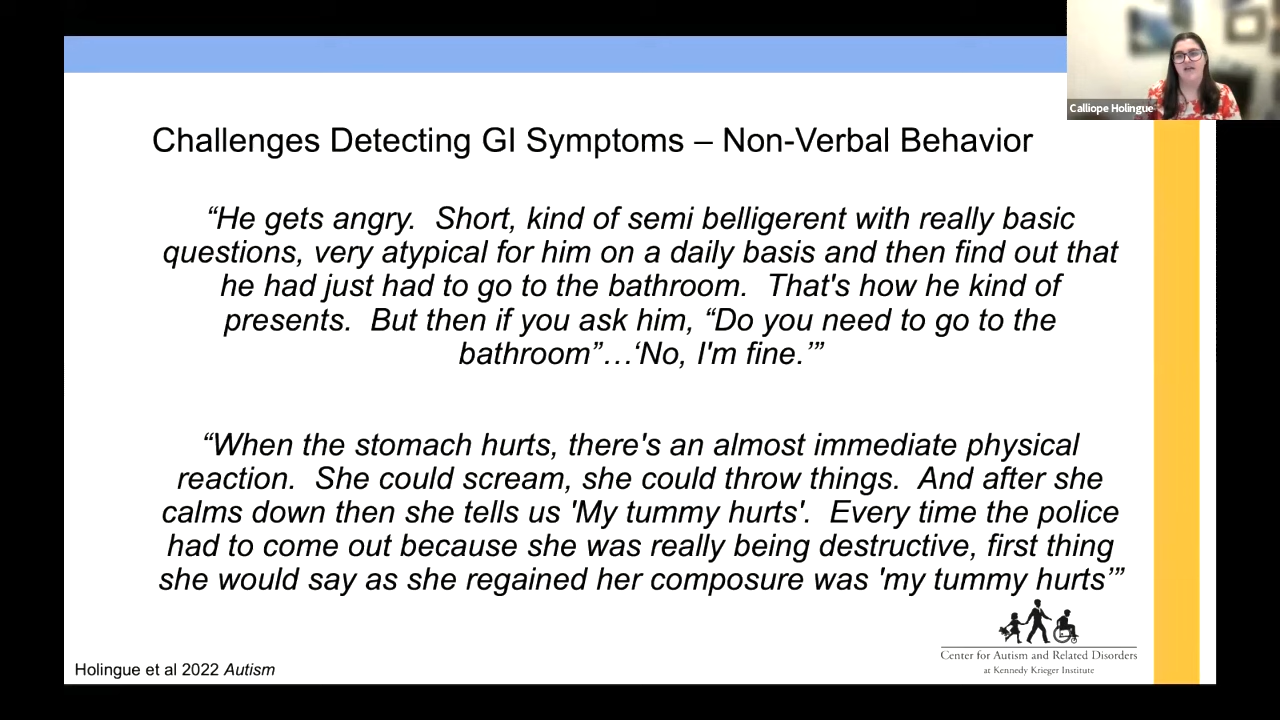 Calliope Holingue
Challenges Detecting GI Symptoms – Non-Verbal Behavior
“He gets angry.  Short, kind of semi belligerent with really basic
questions, very atypical for him on a daily basis and then find out that
he had just had to go to the bathroom.  That's how he kind of
presents.  But then if you ask him, “Do you need to go to the
bathroom”…‘No, I'm fine.’”
“When the stomach hurts, there's an almost immediate physical
reaction.  She could scream, she could throw things.  And after she
calms down then she tells us 'My tummy hurts'.  Every time the police
had to come out because she was really being destructive, first thing
she would say as she regained her composure was 'my tummy hurts’”
Center for Autism and Related Disorders
at Kennedy Krieger Institute
Holingue et al 2022 Autism